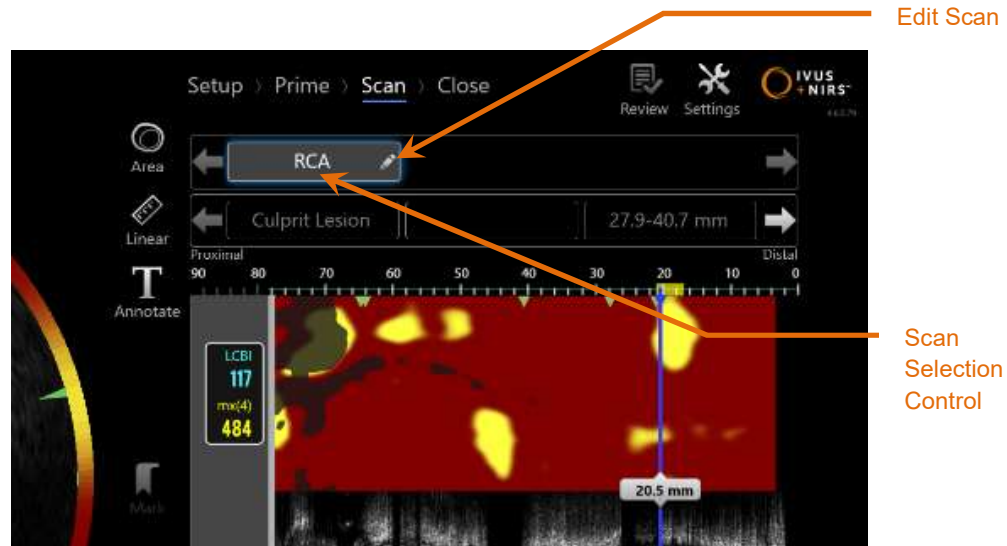 Edit Scan
Setup › Prime › Scan › Close
Review
Settings
IVUS
+NIRS™
Area
RCA
Linear
Culprit Lesion
27.9-40.7 mm
Proximal
Distal
90 80 70 60 50 40 30 20 10 0
T
Annotate
LCBI
117
mx(4)
484
Scan
Selection
Control
Mark
20.5 mm